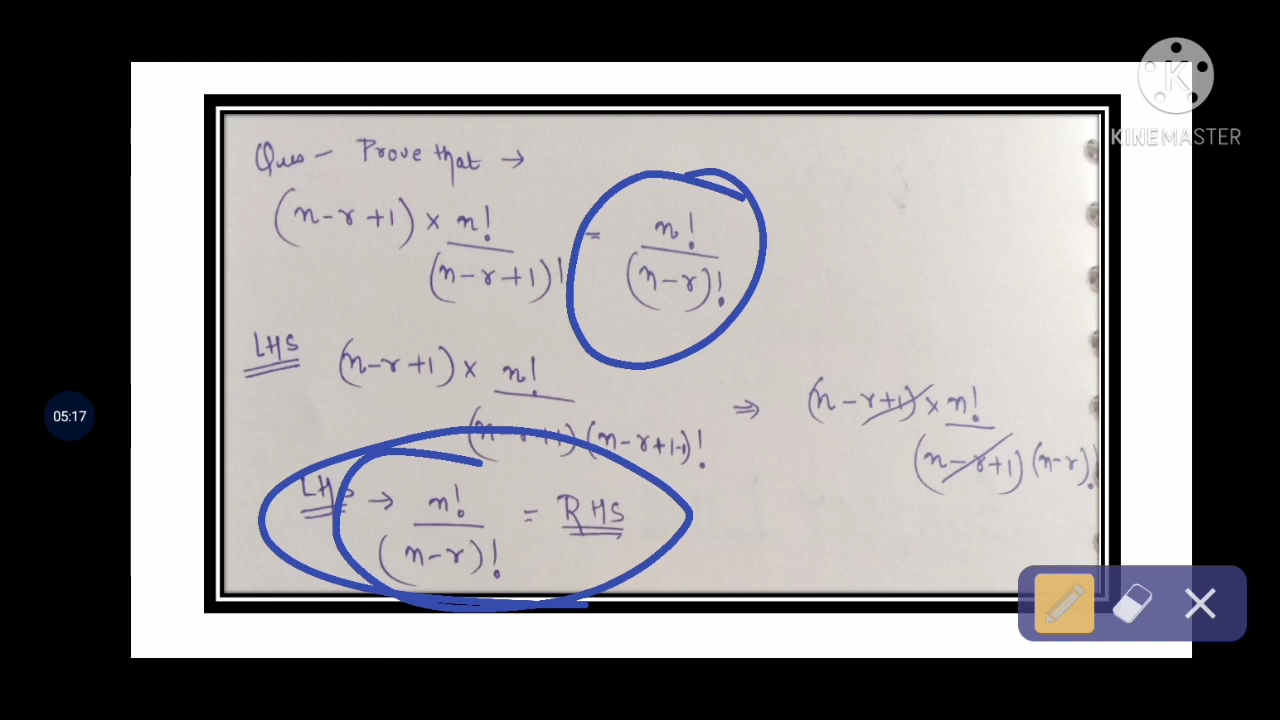 Ques - Prove that →
(n-r+1) × n! = n!
(n-r+1)! (n-r)!
LHS (n-r+1) × n!
(n-r+1)(n-r+1-1)!
⇒ (n-r+1) × n!
(n-r+1)(n-r)!
LHS → n! = RHS
(n-r)!
K
KINEMASTER
05:17